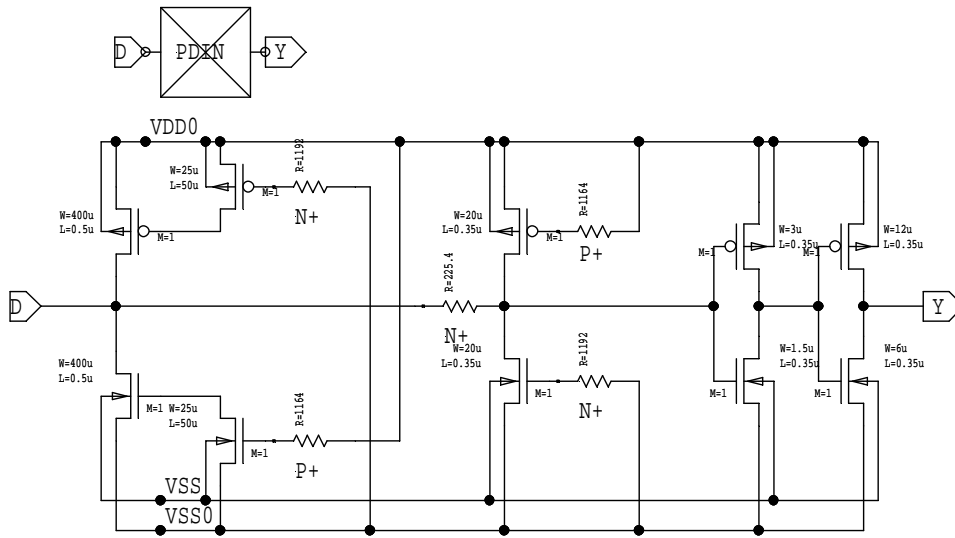 D PDIN Y
VDD0
W=25u
L=50u
M=1
R=1192
N+
W=400u
L=0.5u
M=1
W=20u
L=0.35u
M=1
R=1164
P+
W=3u
L=0.35u
M=1
W=12u
L=0.35u
M=1
D
R=225.4
N+
Y
W=400u
L=0.5u
M=1
W=25u
L=50u
M=1
R=1164
P+
W=20u
L=0.35u
M=1
R=1192
N+
W=1.5u
L=0.35u
M=1
W=6u
L=0.35u
M=1
VSS
VSS0